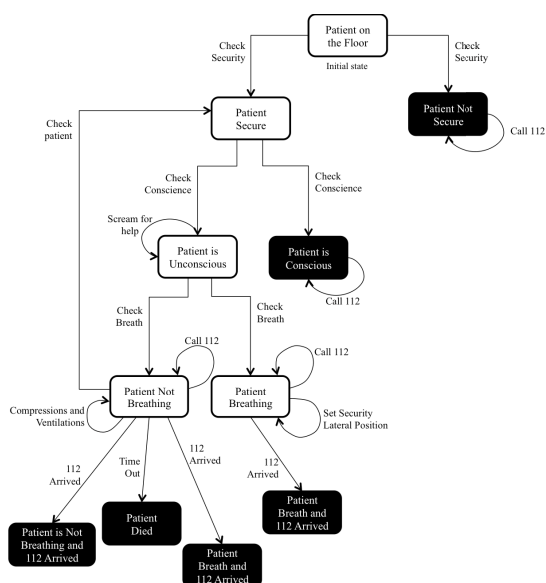 Patient on
the Floor
Initial state
Check
Security
Check
Security
Patient
Secure
Patient Not
Secure
Call 112
Check
patient
Check
Conscience
Check
Conscience
Scream for
help
Patient is
Unconscious
Patient is
Conscious
Call 112
Check
Breath
Check
Breath
Call 112
Call 112
Patient Not
Breathing
Patient
Breathing
Compressions and
Ventilations
Set Security
Lateral Position
112
Arrived
Time
Out
112
Arrived
112
Arrived
Patient is Not
Breathing and
112 Arrived
Patient
Died
Patient
Breath and
112 Arrived
Patient
Breath and
112 Arrived